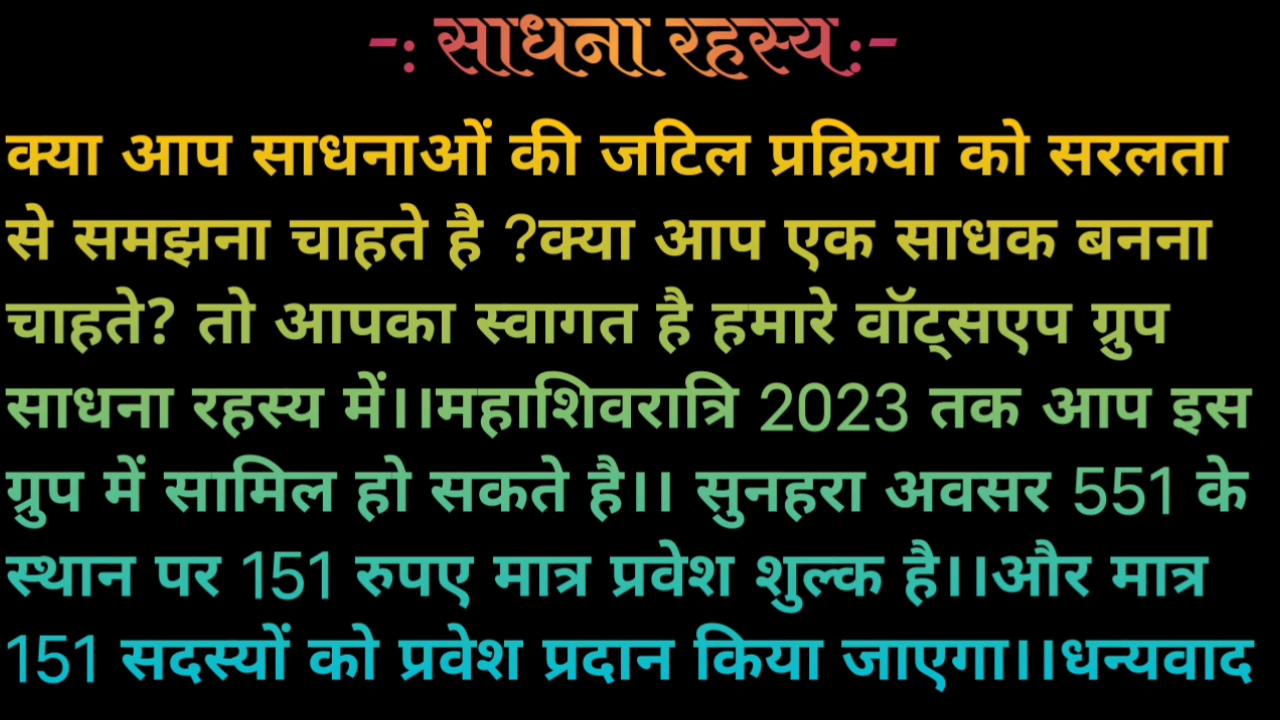 -: साधना रहस्य :-
क्या आप साधनाओं की जटिल प्रक्रिया को सरलता
से समझना चाहते है ?क्या आप एक साधक बनना
चाहते? तो आपका स्वागत है हमारे वॉट्सएप ग्रुप
साधना रहस्य में।।महाशिवरात्रि 2023 तक आप इस
ग्रुप में सामिल हो सकते है।। सुनहरा अवसर 551 के
स्थान पर 151 रुपए मात्र प्रवेश शुल्क है।।और मात्र
151 सदस्यों को प्रवेश प्रदान किया जाएगा।।धन्यवाद